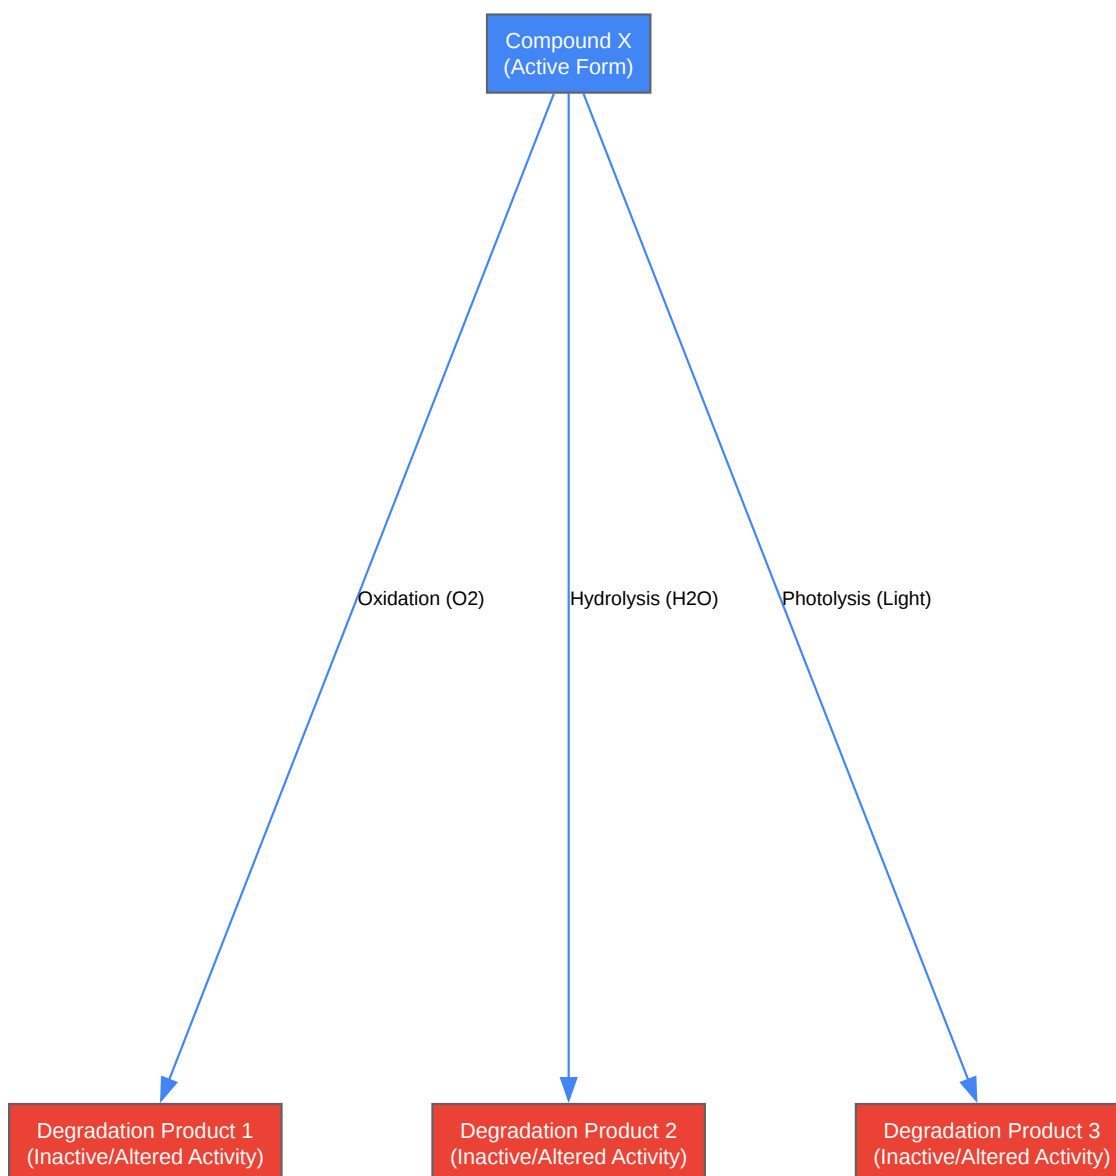 Compound X
(Active Form)
Oxidation (O2)
Hydrolysis (H2O)
Photolysis (Light)
Degradation Product 1
(Inactive/Altered Activity)
Degradation Product 2
(Inactive/Altered Activity)
Degradation Product 3
(Inactive/Altered Activity)